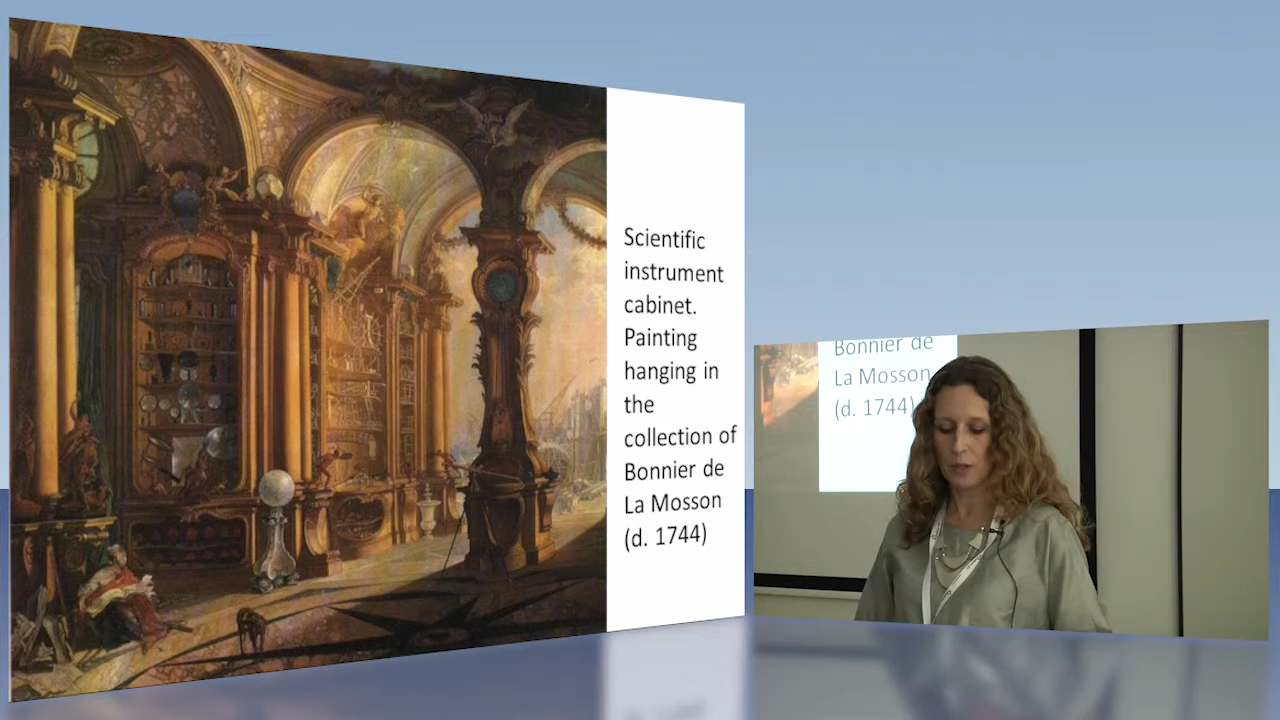 Scientific
instrument
cabinet.
Painting
hanging in
the
collection of
Bonnier de
La Mosson
(d. 1744)
Bonnier de
La Mosson
(d. 1744)